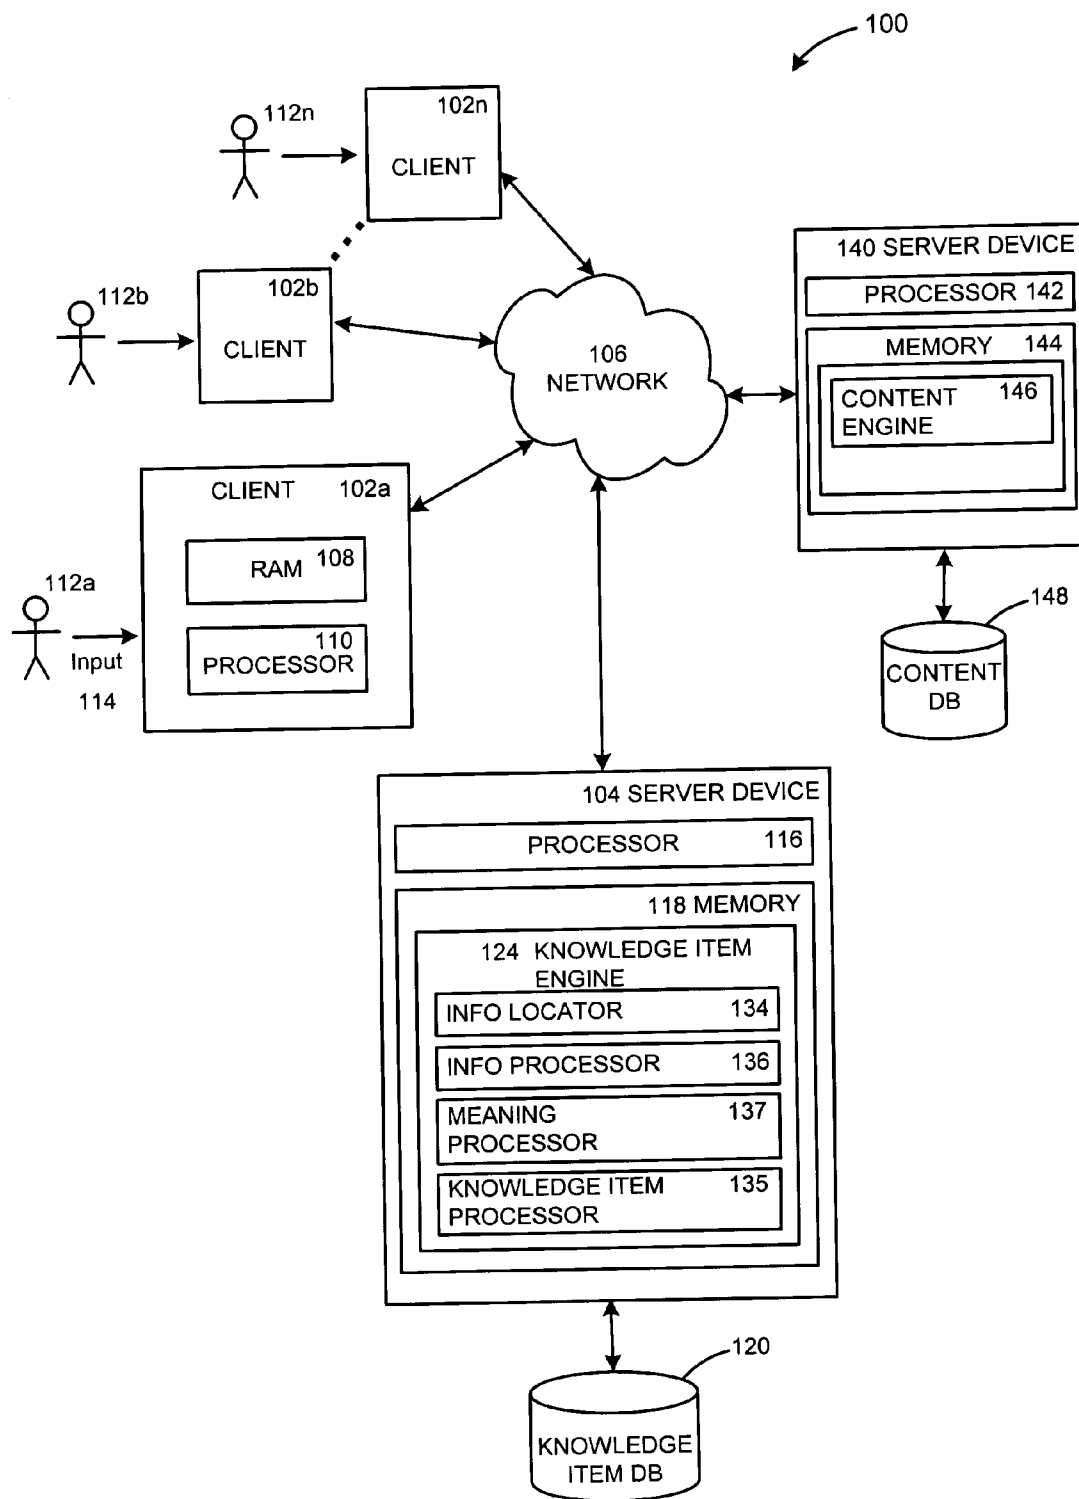 100
112n
102n
CLIENT
112b
102b
CLIENT
106
NETWORK
140 SERVER DEVICE
PROCESSOR 142
MEMORY 144
CONTENT 146
ENGINE
CLIENT 102a
RAM 108
110
PROCESSOR
112a
Input
114
148
CONTENT
DB
104 SERVER DEVICE
PROCESSOR 116
118 MEMORY
124 KNOWLEDGE ITEM
ENGINE
INFO LOCATOR 134
INFO PROCESSOR 136
MEANING 137
PROCESSOR
KNOWLEDGE ITEM 135
PROCESSOR
120
KNOWLEDGE
ITEM DB